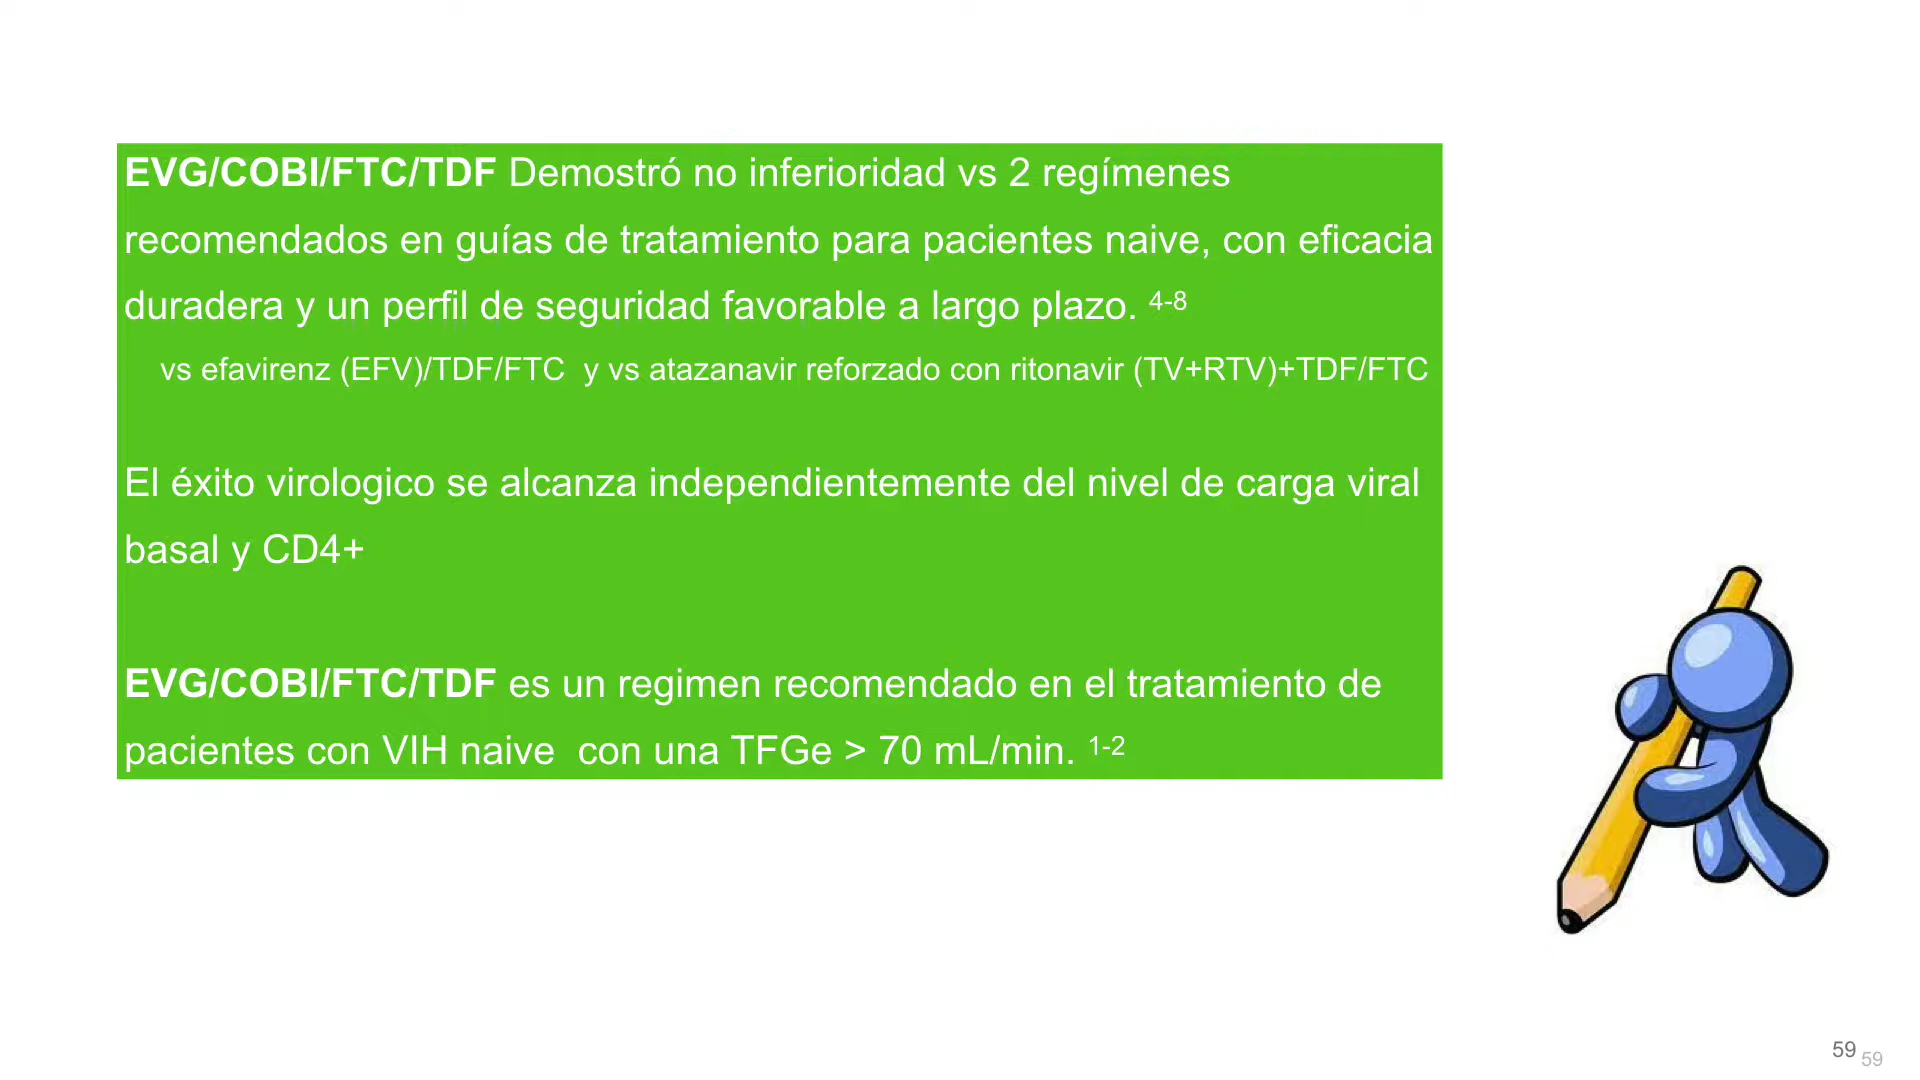 EVG/COBI/FTC/TDF Demostró no inferioridad vs 2 regímenes
recomendados en guías de tratamiento para pacientes naive, con eficacia
duradera y un perfil de seguridad favorable a largo plazo. 4-8
vs efavirenz (EFV)/TDF/FTC y vs atazanavir reforzado con ritonavir (TV+RTV)+TDF/FTC
El éxito virologico se alcanza independientemente del nivel de carga viral
basal y CD4+
EVG/COBI/FTC/TDF es un regimen recomendado en el tratamiento de
pacientes con VIH naive con una TFGe > 70 mL/min. 1-2
59
59